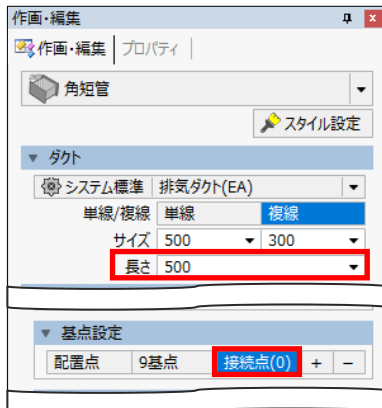 作画・編集
作画・編集 プロパティ
角短管
スタイル設定
ダクト
システム標準 排気ダクト(EA)
単線/複線 単線 複線
サイズ 500 300
長さ 500
基点設定
配置点 9基点 接続点(0) + −